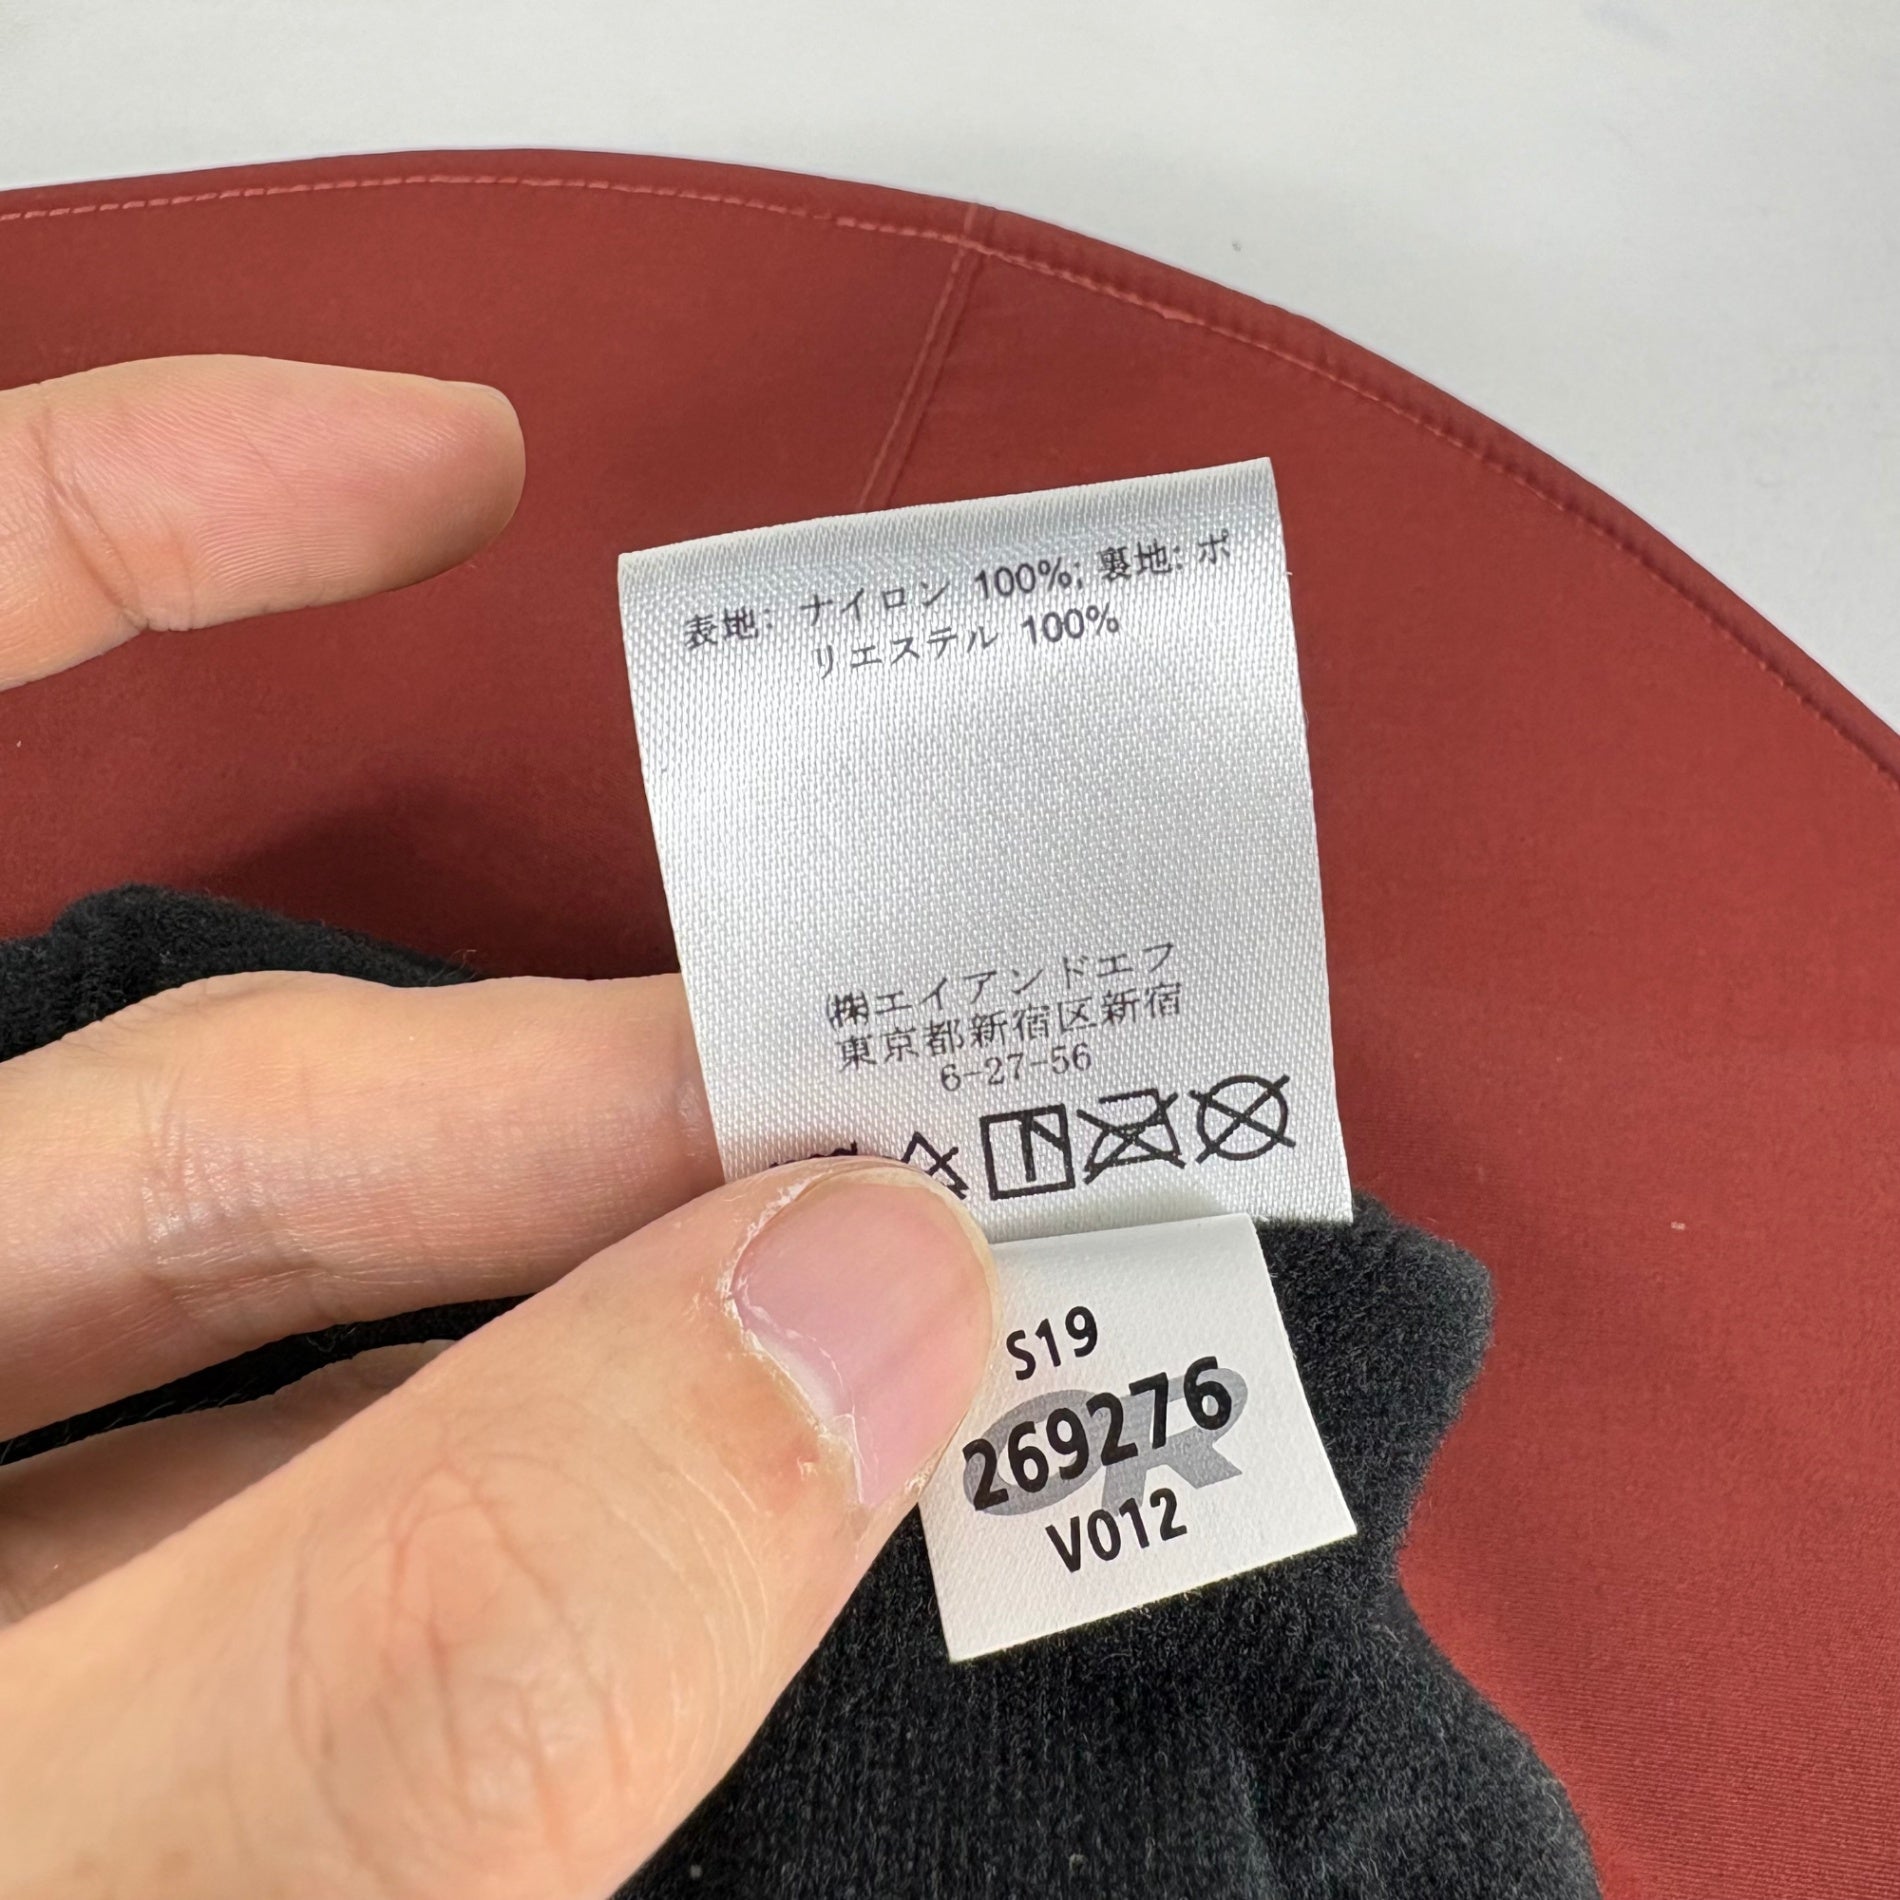 表地: ナイロン 100%; 裏地: ポ
リエステル 100%
㈱エイアンドエフ
東京都新宿区新宿
6-27-56
S19
269276
OR
V012